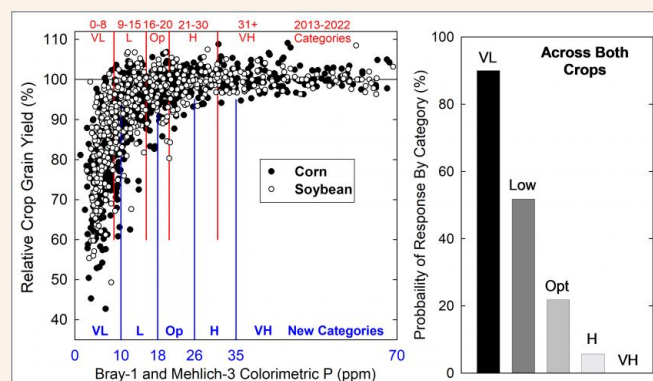 0-8 9-15 16-20 21-30 31+ 2013-2022
VL L Op H VH Categories
Relative Crop Grain Yield (%)
110
100
90
80
70
60
50
40
Corn
Soybean
VL L Op H VH New Categories
0 10 18 26 35 70
Bray-1 and Mehlich-3 Colorimetric P (ppm)
Probbaility of Response By Category (%)
100
80
60
40
20
0
Across Both
Crops
VL
Low
Opt
H
VH